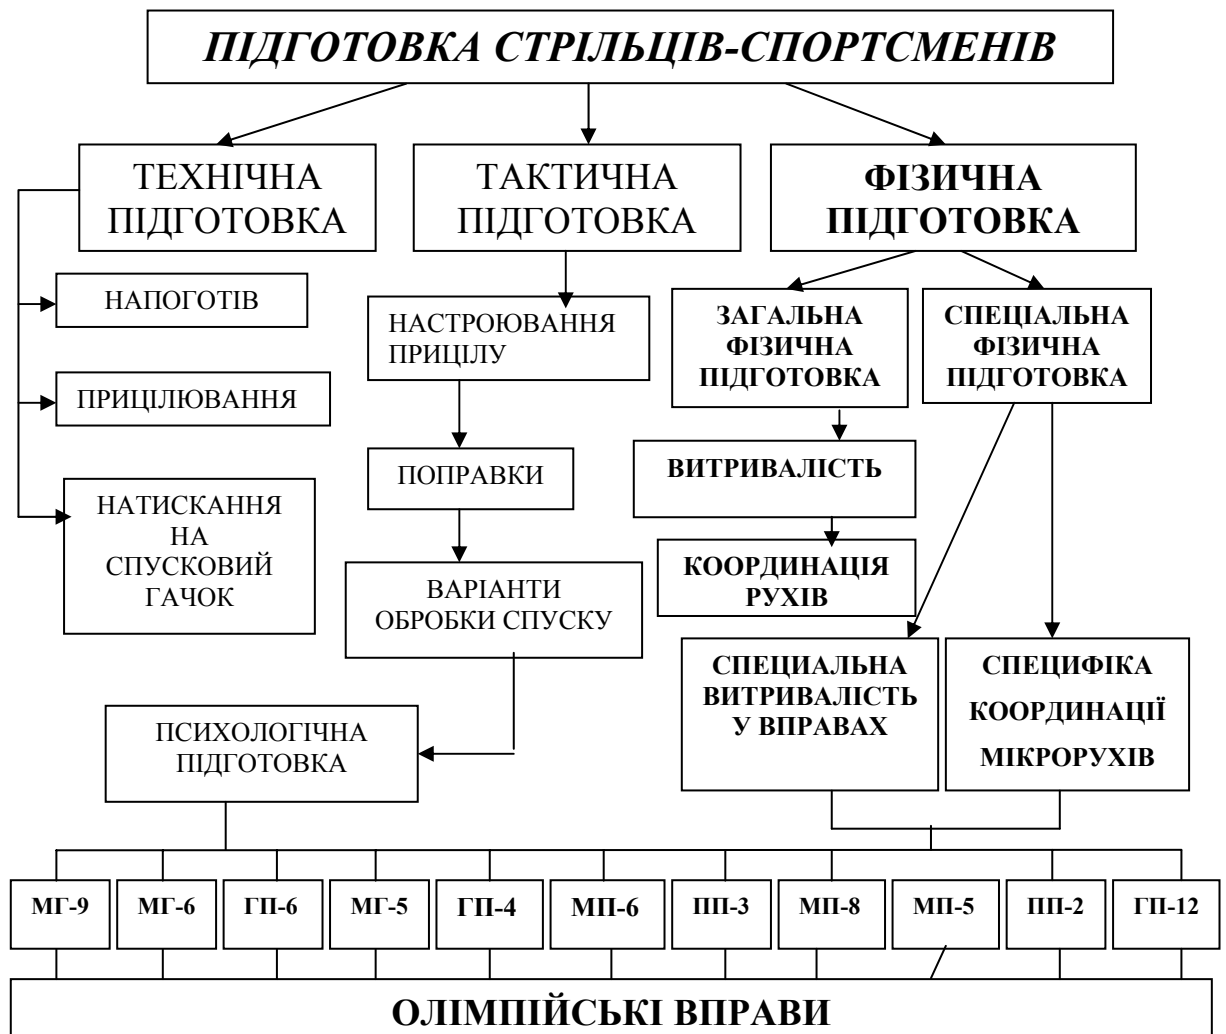 ПІДГОТОВКА СТРІЛЬЦІВ-СПОРТСМЕНІВ
ТЕХНІЧНА
ПІДГОТОВКА
ТАКТИЧНА
ПІДГОТОВКА
ФІЗИЧНА
ПІДГОТОВКА
НАПОГОТІВ
ПРИЦІЛЮВАННЯ
НАТИСКАННЯ
НА
СПУСКОВИЙ
ГАЧОК
НАСТРОЮВАННЯ
ПРИЦІЛУ
ПОПРАВКИ
ВАРІАНТИ
ОБРОБКИ СПУСКУ
ПСИХОЛОГІЧНА
ПІДГОТОВКА
ЗАГАЛЬНА
ФІЗИЧНА
ПІДГОТОВКА
ВИТРИВАЛІСТЬ
КООРДИНАЦІЯ
РУХІВ
СПЕЦІАЛЬНА
ФІЗИЧНА
ПІДГОТОВКА
СПЕЦИАЛЬНА
ВИТРИВАЛІСТЬ
У ВПРАВАХ
СПЕЦИФІКА
КООРДИНАЦІЇ
МІКРОРУХІВ
МГ-9
МГ-6
ГП-6
МГ-5
ГП-4
МП-6
ПП-3
МП-8
МП-5
ПП-2
ГП-12
ОЛІМПІЙСЬКІ ВПРАВИ